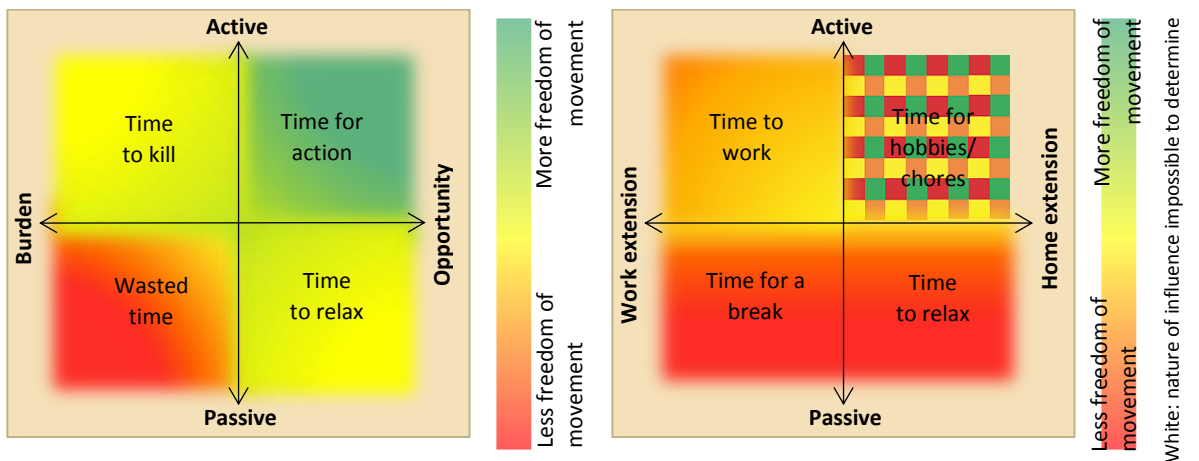 Active
Time
to kill
Time for
action
Burden
Opportunity
Wasted
time
Time
to relax
Passive
More freedom of
movement
Less freedom of
movement
Active
Time to
work
Time for
hobbies/
chores
Work extension
Home extension
Time for a
break
Time
to relax
Passive
More freedom of
movement
Less freedom of
movement
White: nature of influence impossible to determine